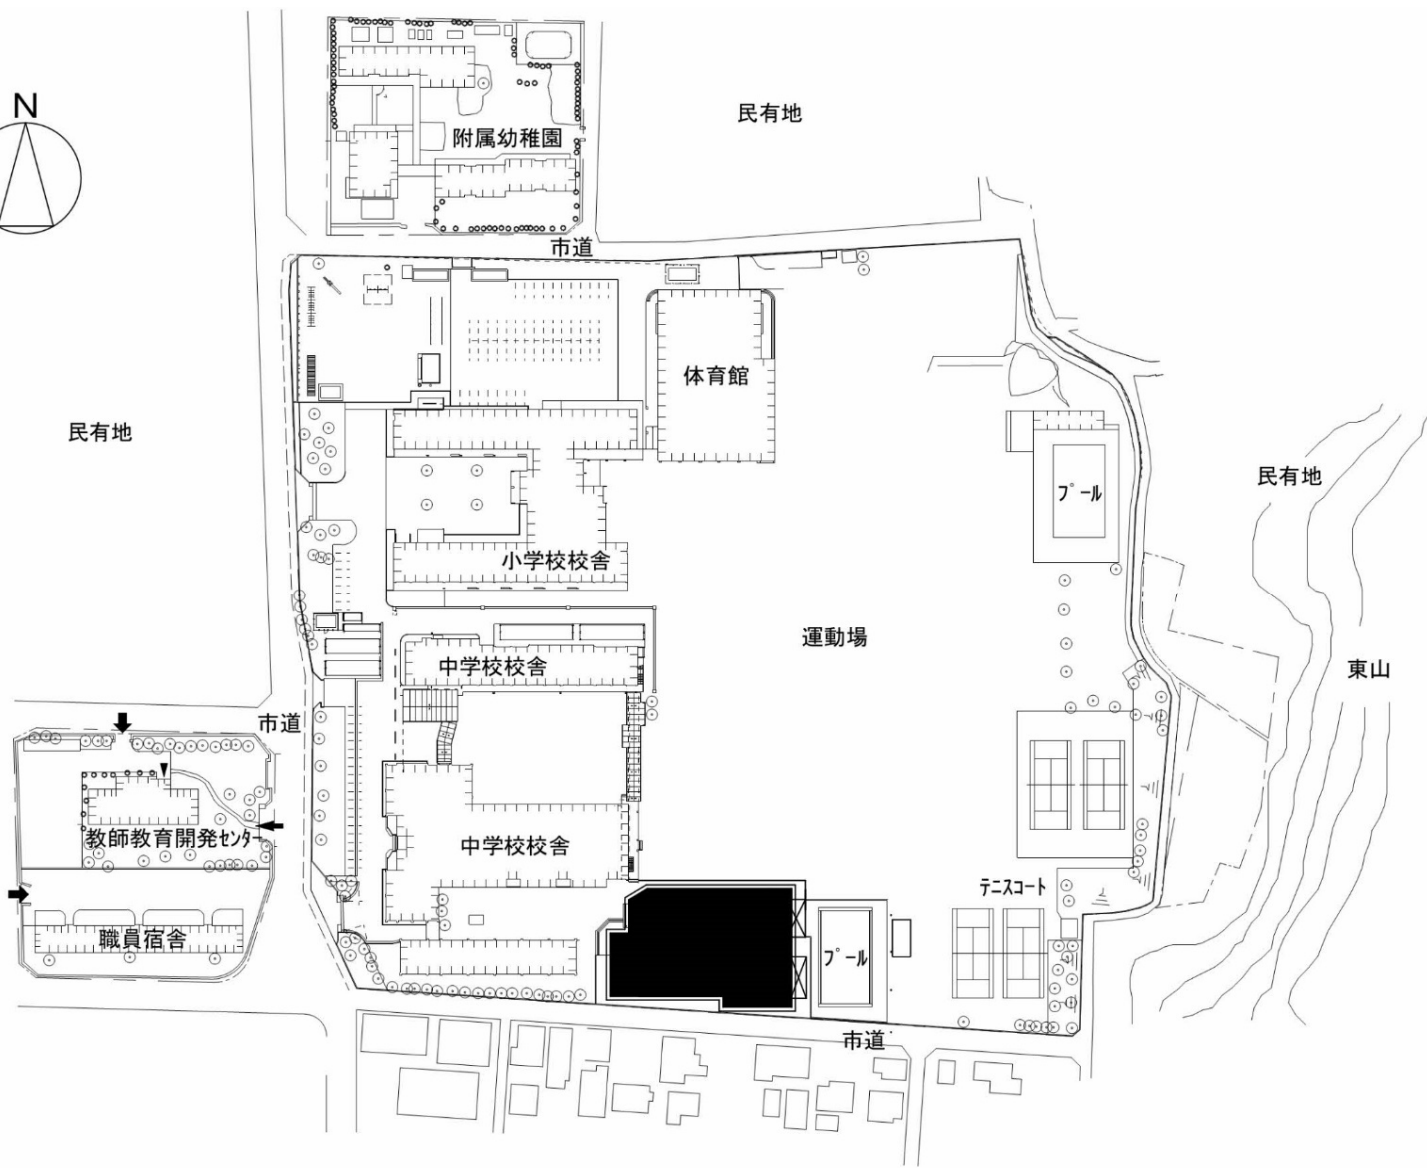 N
民有地
附属幼稚園
市道
体育館
民有地
民有地
プール
小学校校舎
運動場
中学校校舎
東山
市道
教師教育開発センター
中学校校舎
テニスコート
職員宿舎
プール
市道